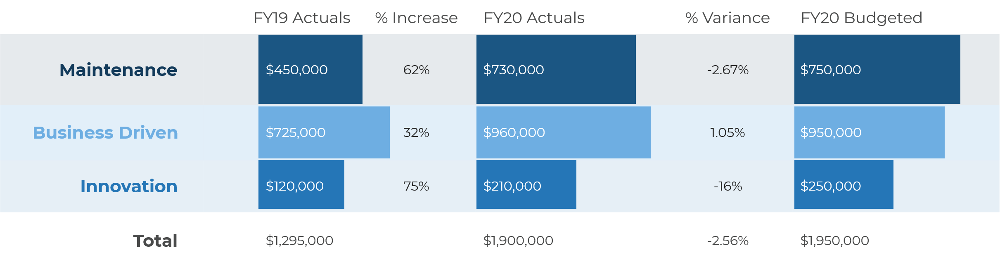 FY19 Actuals % Increase FY20 Actuals % Variance FY20 Budgeted
Maintenance $450,000 62% $730,000 -2.67% $750,000
Business Driven $725,000 32% $960,000 1.05% $950,000
Innovation $120,000 75% $210,000 -16% $250,000
Total $1,295,000 $1,900,000 -2.56% $1,950,000